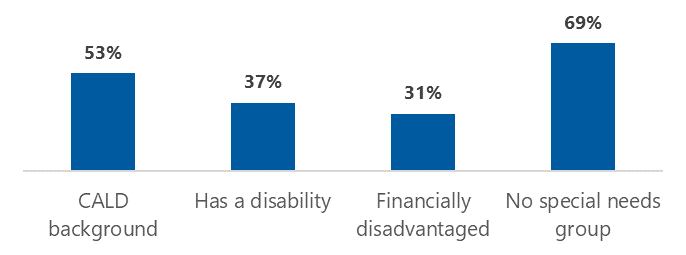 69%
53%
37%
31%
CALD
background
Has a disability
Financially
disadvantaged
No special needs
group